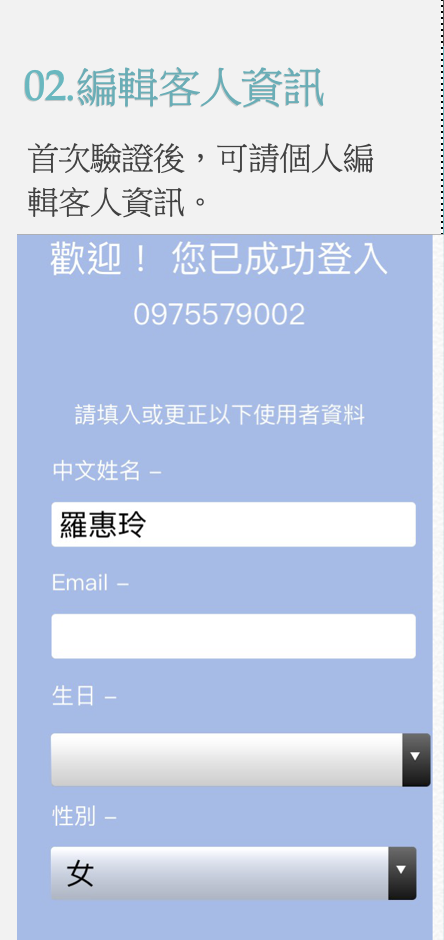 02.編輯客人資訊
首次驗證後，可請個人編
輯客人資訊。
歡迎！ 您已成功登入
0975579002
請填入或更正以下使用者資料
中文姓名 –
羅惠玲
Email –
生日 –
性別 –
女